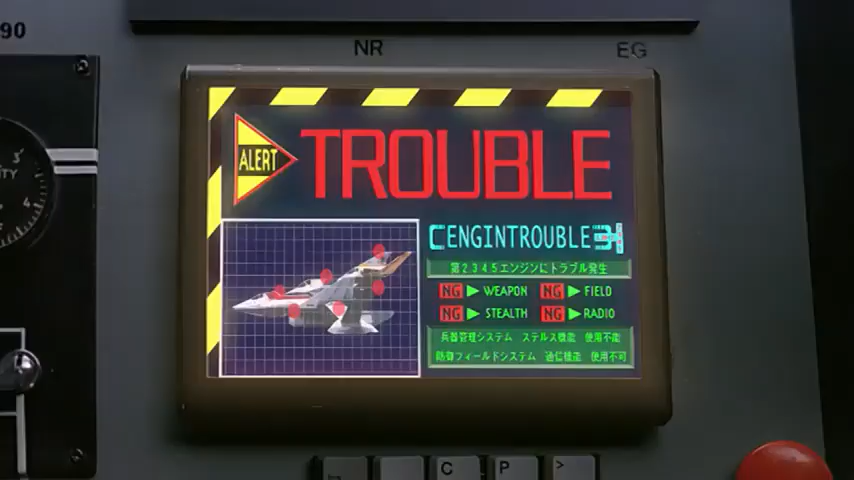 90
NR
EG
ALERT
TROUBLE
ENGINTROUBLE
第2345エンジンにトラブル発生
NG WEAPON NG FIELD
NG STEALTH NG RADIO
兵器管理システム ステルス機能 使用不能
防御フィールドシステム 通信機能 使用不可
C P >